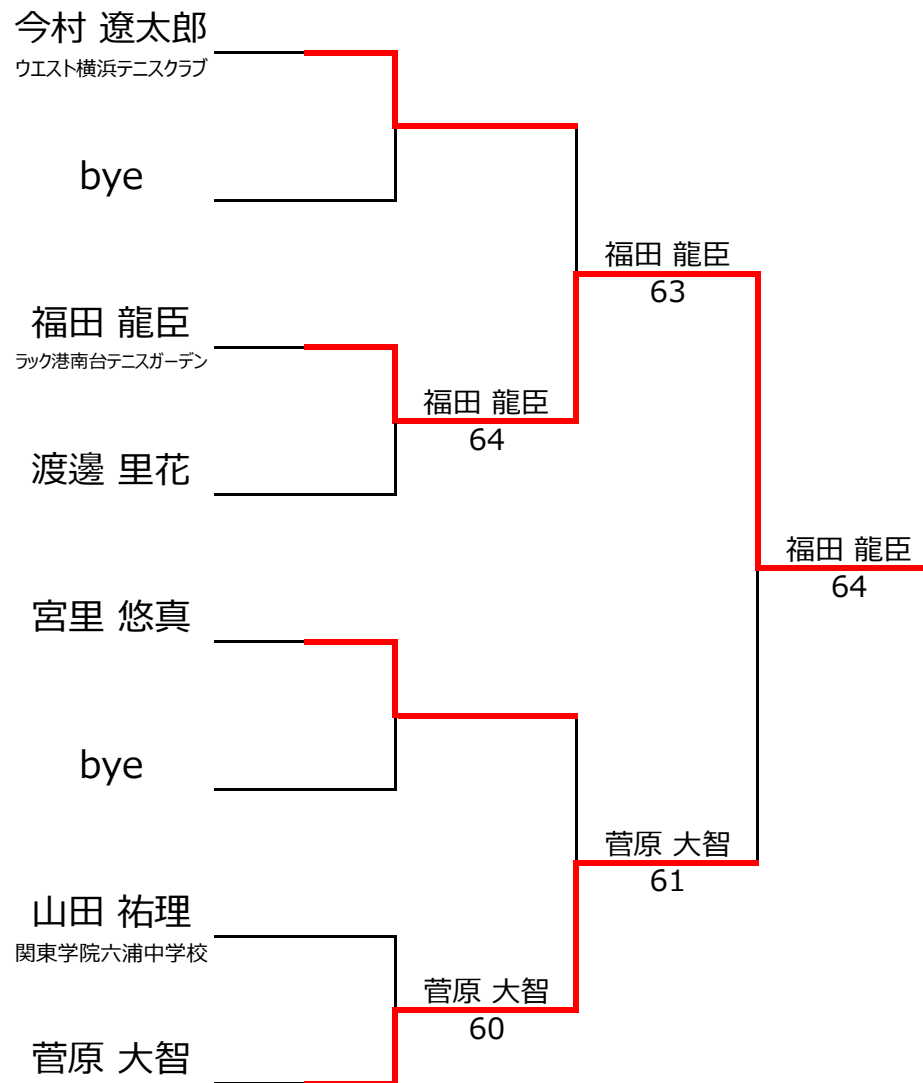 今村 遼太郎
ウエスト横浜テニスクラブ
bye
福田 龍臣
63
福田 龍臣
ラック港南台テニスガーデン
福田 龍臣
64
渡邊 里花
福田 龍臣
64
宮里 悠真
bye
菅原 大智
61
山田 祐理
関東学院六浦中学校
菅原 大智
60
菅原 大智